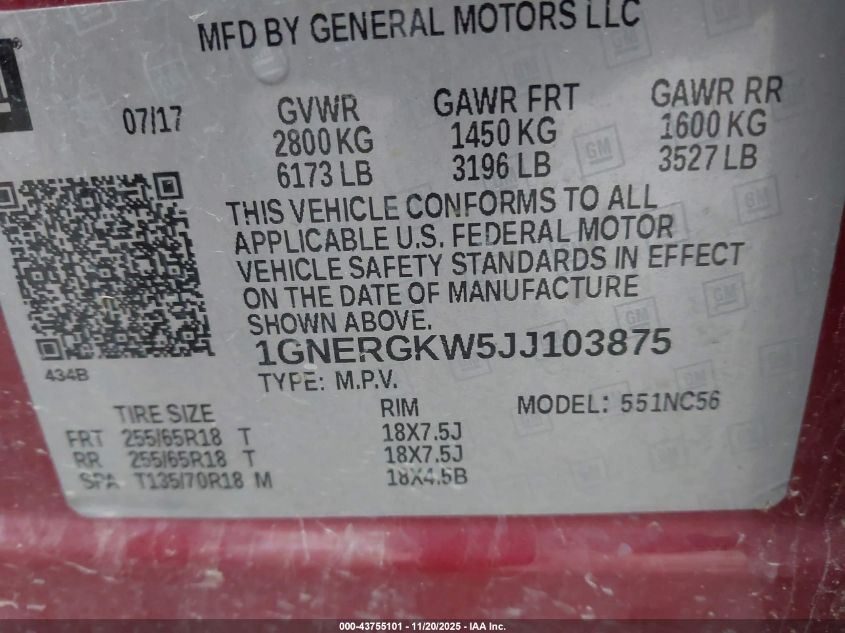 MFD BY GENERAL MOTORS LLC
07/17
GVWR
2800 KG
6173 LB
GAWR FRT
1450 KG
3196 LB
GAWR RR
1600 KG
3527 LB
THIS VEHICLE CONFORMS TO ALL
APPLICABLE U.S. FEDERAL MOTOR
VEHICLE SAFETY STANDARDS IN EFFECT
ON THE DATE OF MANUFACTURE
SHOWN ABOVE.
1GNERGKW5JJ103875
434B
TYPE: M.P.V.
TIRE SIZE RIM MODEL: 551NC56
FRT 255/65R18 T 18X7.5J
RR 255/65R18 T 18X7.5J
SPA T135/70R18 M 18X4.5B
000-43755101 - 11/20/2025 - IAA Inc.